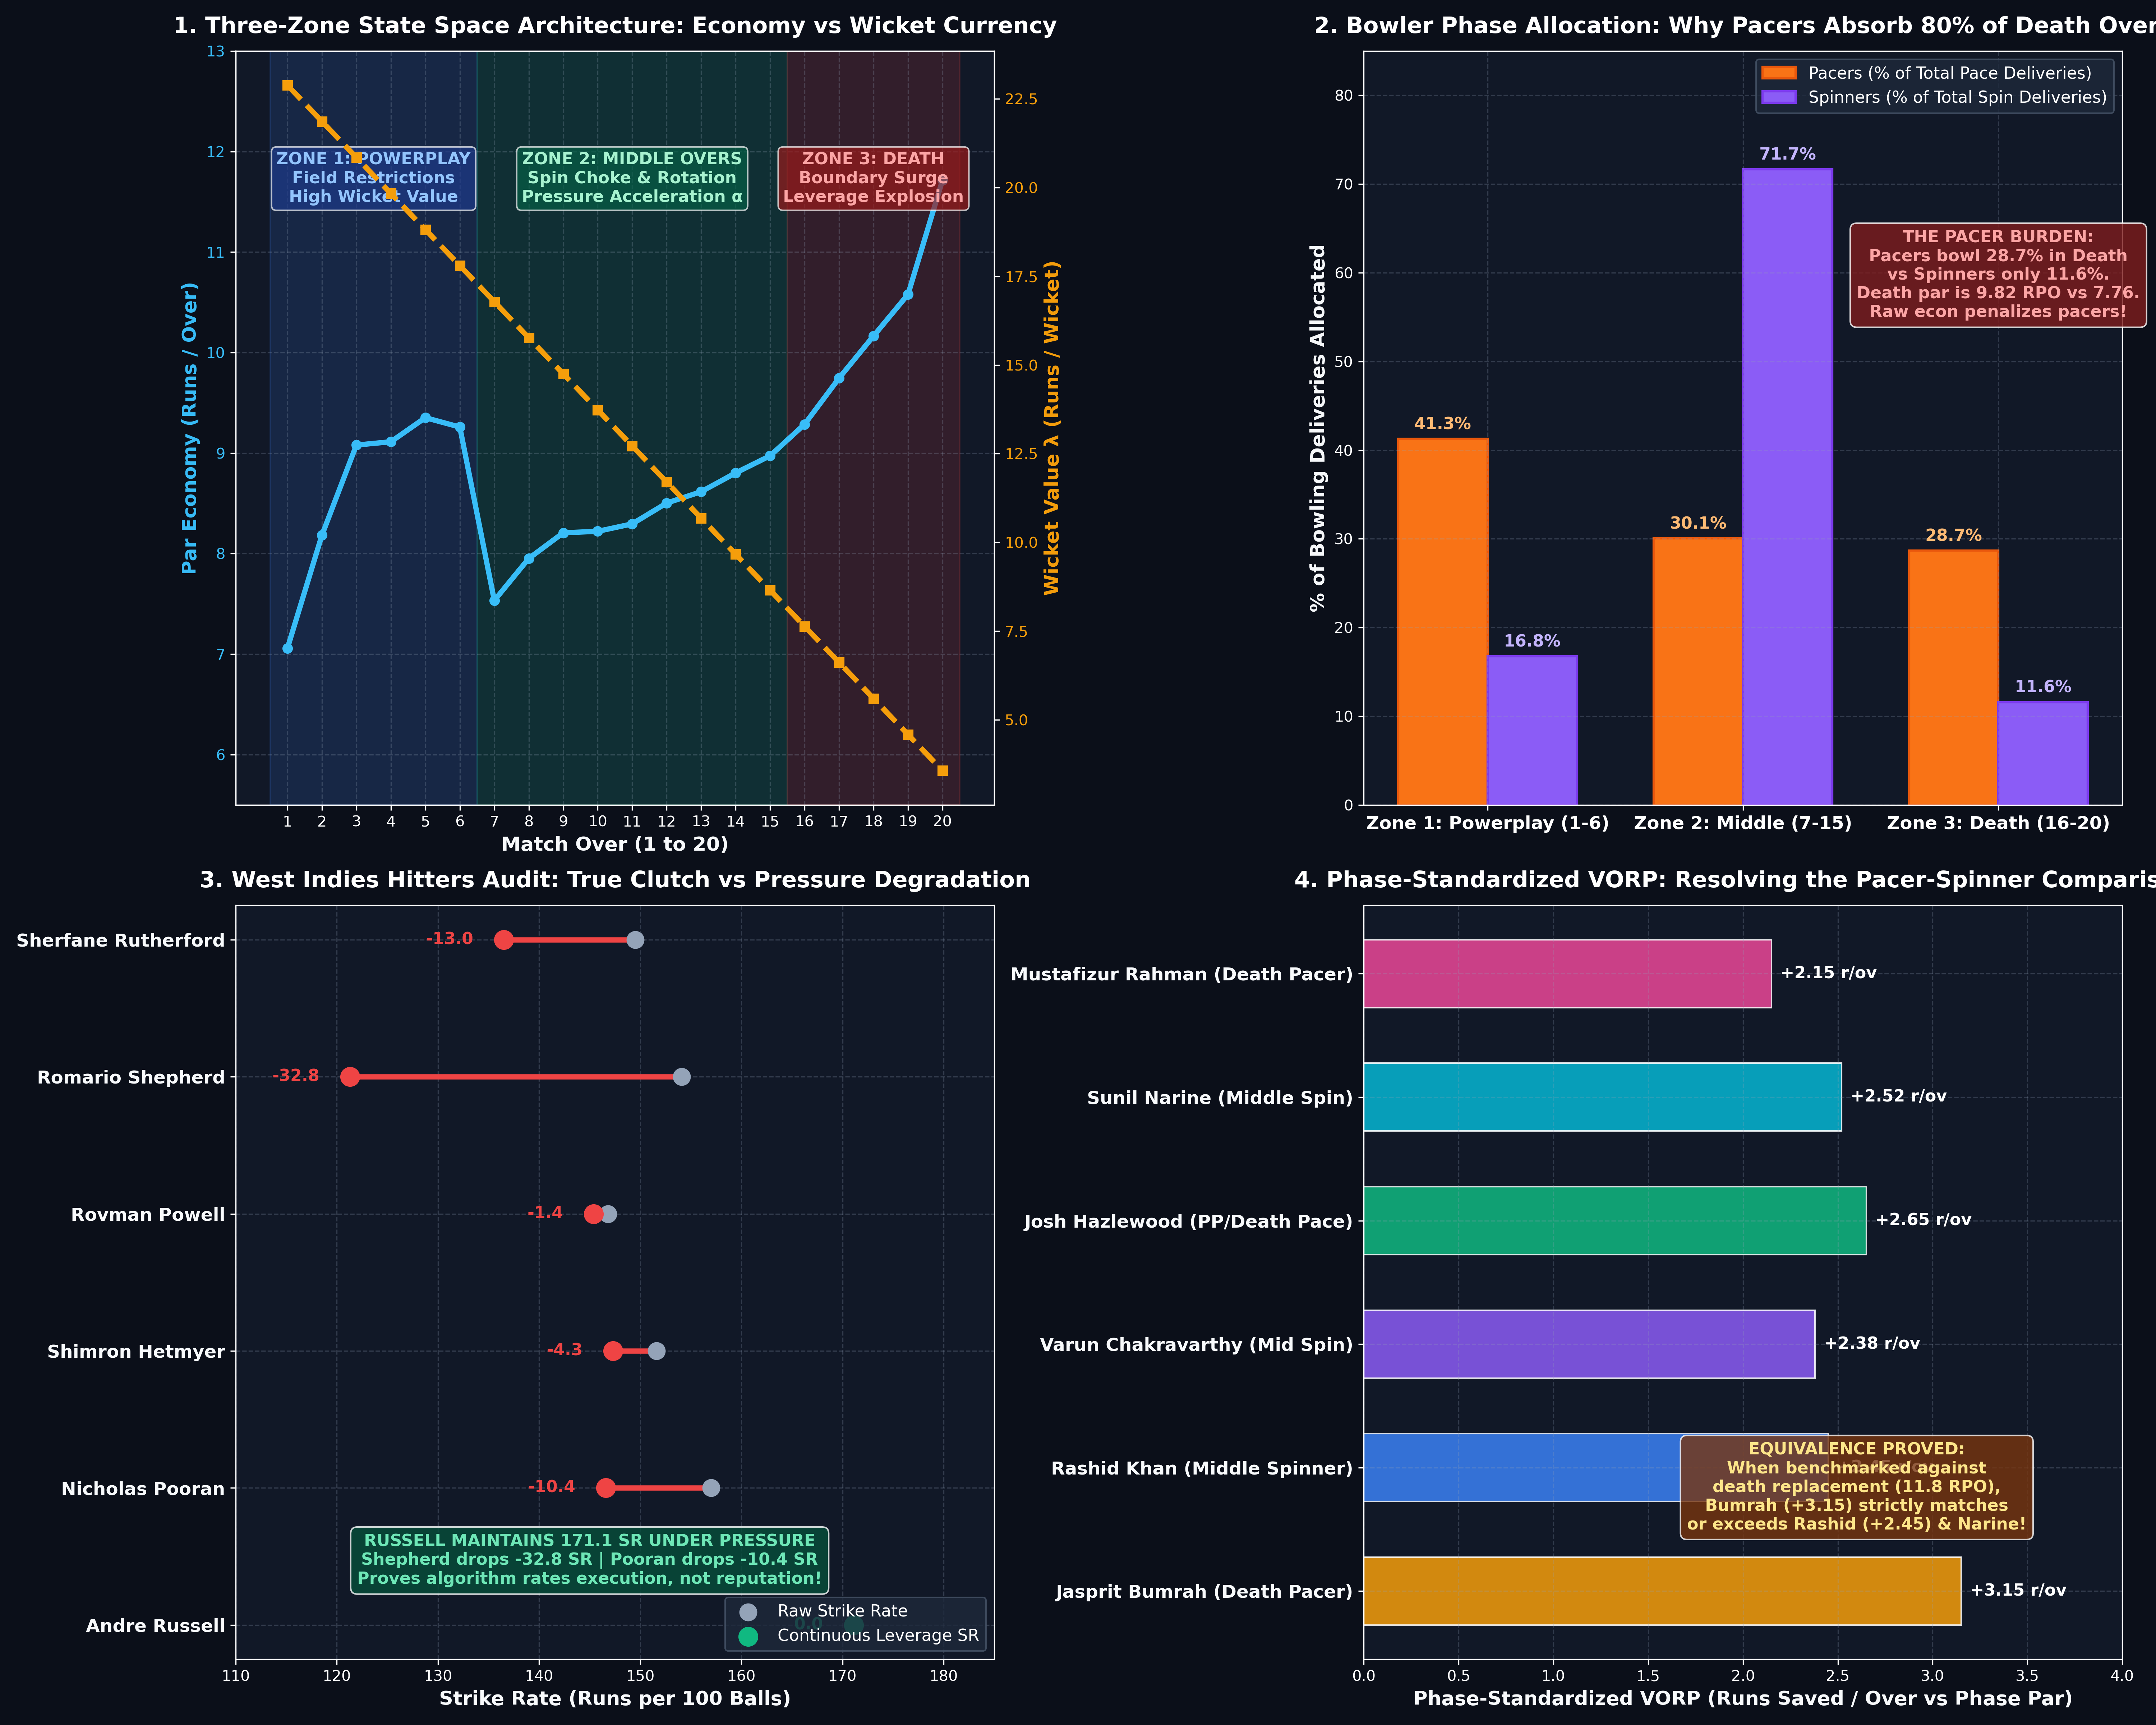 1. Three-Zone State Space Architecture: Economy vs Wicket Currency
Par Economy (Runs / Over)
13
12
11
10
9
8
7
6
ZONE 1: POWERPLAY
Field Restrictions
High Wicket Value
ZONE 2: MIDDLE OVERS
Spin Choke & Rotation
Pressure Acceleration α
ZONE 3: DEATH
Boundary Surge
Leverage Explosion
22.5
20.0
17.5
15.0
12.5
10.0
7.5
5.0
Wicket Value λ (Runs / Wicket)
1 2 3 4 5 6 7 8 9 10 11 12 13 14 15 16 17 18 19 20
Match Over (1 to 20)
2. Bowler Phase Allocation: Why Pacers Absorb 80% of Death Over
% of Bowling Deliveries Allocated
80
70
60
50
40
30
20
10
0
Pacers (% of Total Pace Deliveries)
Spinners (% of Total Spin Deliveries)
41.3%
16.8%
30.1%
71.7%
28.7%
11.6%
THE PACER BURDEN:
Pacers bowl 28.7% in Death
vs Spinners only 11.6%.
Death par is 9.82 RPO vs 7.76.
Raw econ penalizes pacers!
Zone 1: Powerplay (1-6)
Zone 2: Middle (7-15)
Zone 3: Death (16-20)
3. West Indies Hitters Audit: True Clutch vs Pressure Degradation
Sherfane Rutherford
-13.0
Romario Shepherd
-32.8
Rovman Powell
-1.4
Shimron Hetmyer
-4.3
Nicholas Pooran
-10.4
RUSSELL MAINTAINS 171.1 SR UNDER PRESSURE
Shepherd drops -32.8 SR | Pooran drops -10.4 SR
Proves algorithm rates execution, not reputation!
Andre Russell
Raw Strike Rate
Continuous Leverage SR
110 120 130 140 150 160 170 180
Strike Rate (Runs per 100 Balls)
4. Phase-Standardized VORP: Resolving the Pacer-Spinner Comparis
Mustafizur Rahman (Death Pacer)
+2.15 r/ov
Sunil Narine (Middle Spin)
+2.52 r/ov
Josh Hazlewood (PP/Death Pace)
+2.65 r/ov
Varun Chakravarthy (Mid Spin)
+2.38 r/ov
Rashid Khan (Middle Spinner)
EQUIVALENCE PROVED:
When benchmarked against
death replacement (11.8 RPO),
Bumrah (+3.15) strictly matches
or exceeds Rashid (+2.45) & Narine!
Jasprit Bumrah (Death Pacer)
+3.15 r/ov
0.0 0.5 1.0 1.5 2.0 2.5 3.0 3.5 4.0
Phase-Standardized VORP (Runs Saved / Over vs Phase Par)